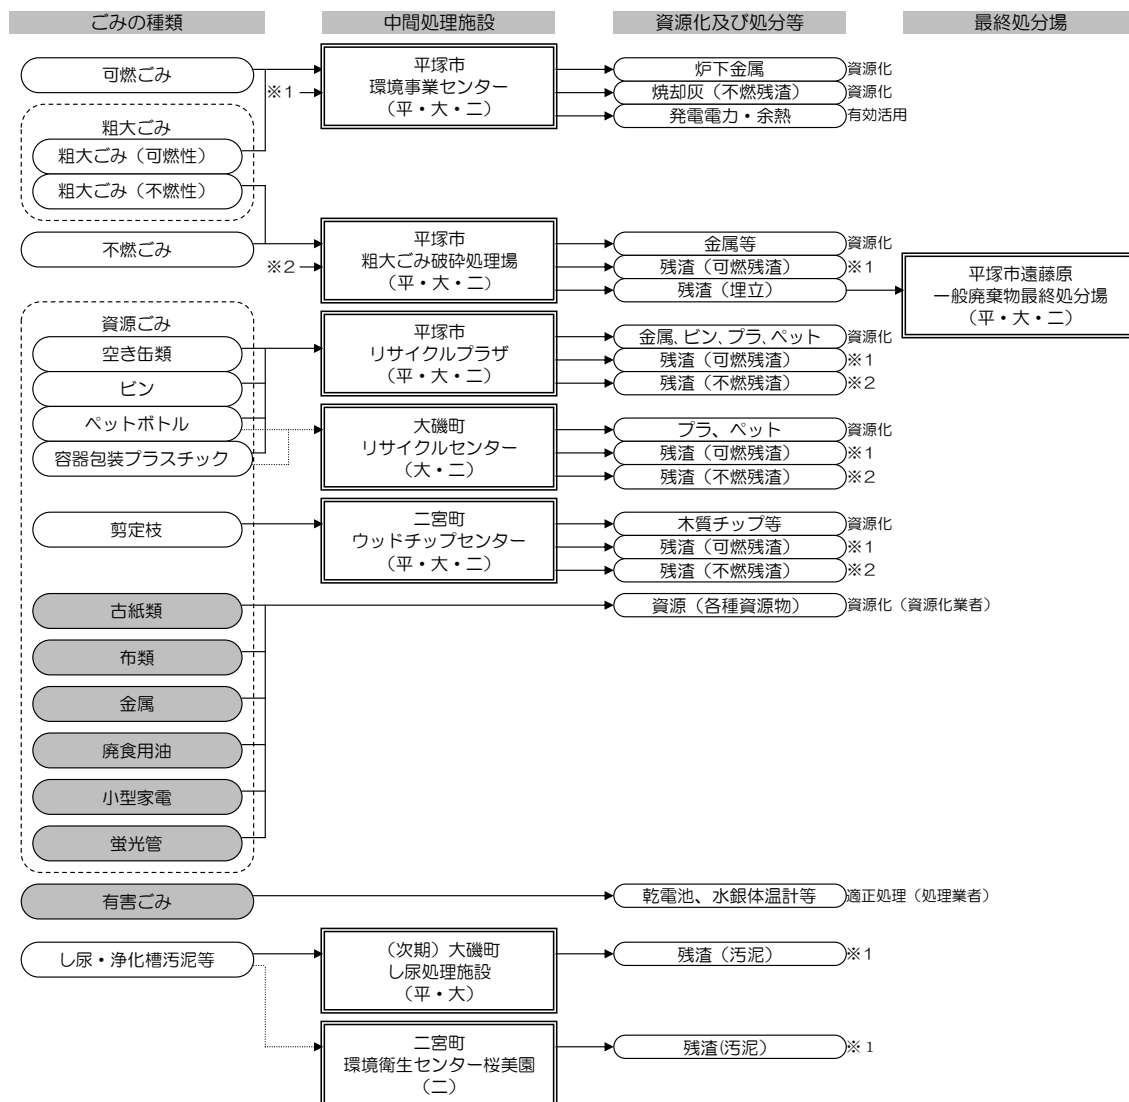 ごみの種類
中間処理施設
資源化及び処分等
最終処分場
可燃ごみ
※1
平塚市
環境事業センター
(平・大・二)
炉下金属
資源化
焼却灰(不燃残渣)
資源化
発電電力・余熱
有効活用
粗大ごみ
粗大ごみ(可燃性)
粗大ごみ(不燃性)
不燃ごみ
※2
平塚市
粗大ごみ破砕処理場
(平・大・二)
金属等
資源化
残渣(可燃残渣)
※1
残渣(埋立)
平塚市遠藤原
一般廃棄物最終処分場
(平・大・二)
資源ごみ
空き缶類
ビン
ペットボトル
容器包装プラスチック
平塚市
リサイクルプラザ
(平・大・二)
金属、ビン、プラ、ペット
資源化
残渣(可燃残渣)
※1
残渣(不燃残渣)
※2
大磯町
リサイクルセンター
(大・二)
プラ、ペット
資源化
残渣(可燃残渣)
※1
残渣(不燃残渣)
※2
剪定枝
二宮町
ウッドチップセンター
(平・大・二)
木質チップ等
資源化
残渣(可燃残渣)
※1
残渣(不燃残渣)
※2
古紙類
布類
金属
廃食用油
小型家電
蛍光管
資源(各種資源物)
資源化(資源化業者)
有害ごみ
乾電池、水銀体温計等
適正処理(処理業者)
し尿・浄化槽汚泥等
(次期)大磯町
し尿処理施設
(平・大)
残渣(汚泥)
※1
二宮町
環境衛生センター桜美園
(二)
残渣(汚泥)
※1